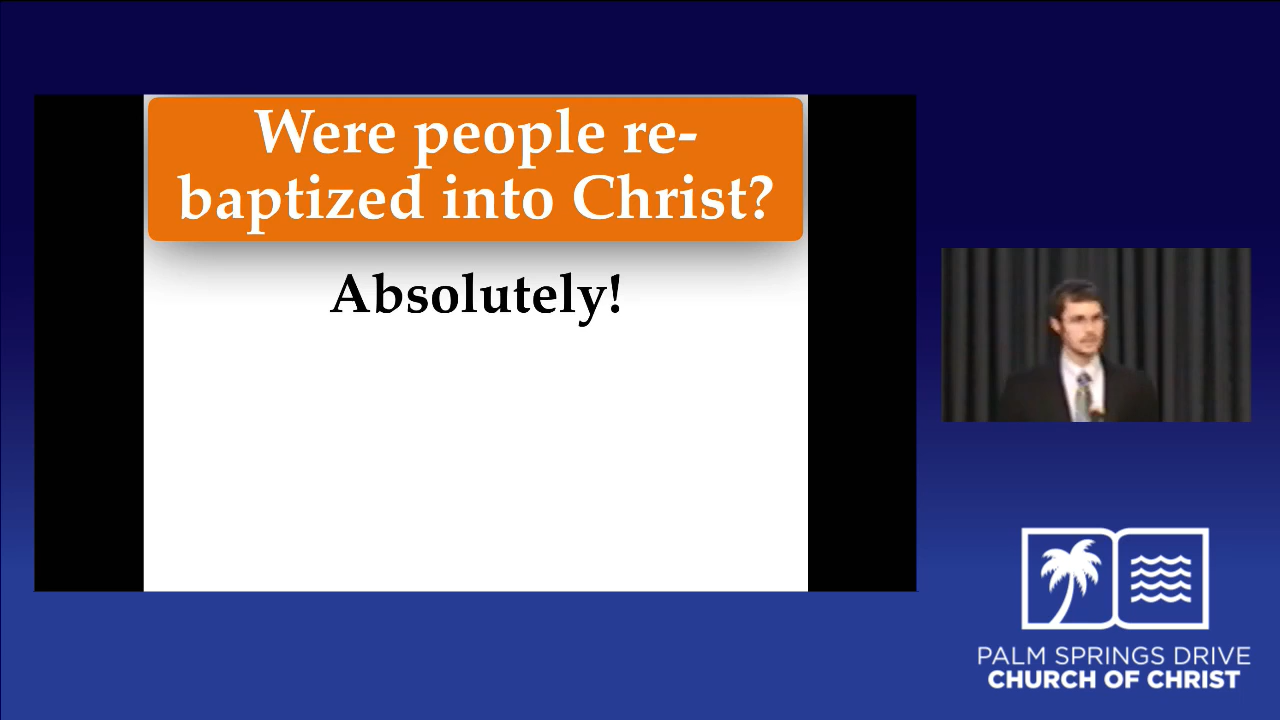 Were people re-
baptized into Christ?
Absolutely!
PALM SPRINGS DRIVE
CHURCH OF CHRIST